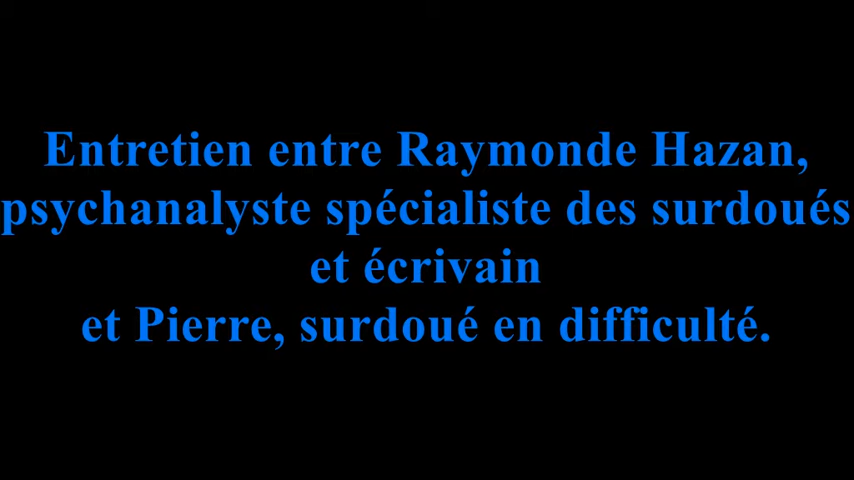 Entretien entre Raymonde Hazan,
psychanalyste spécialiste des surdoués
et écrivain
et Pierre, surdoué en difficulté.